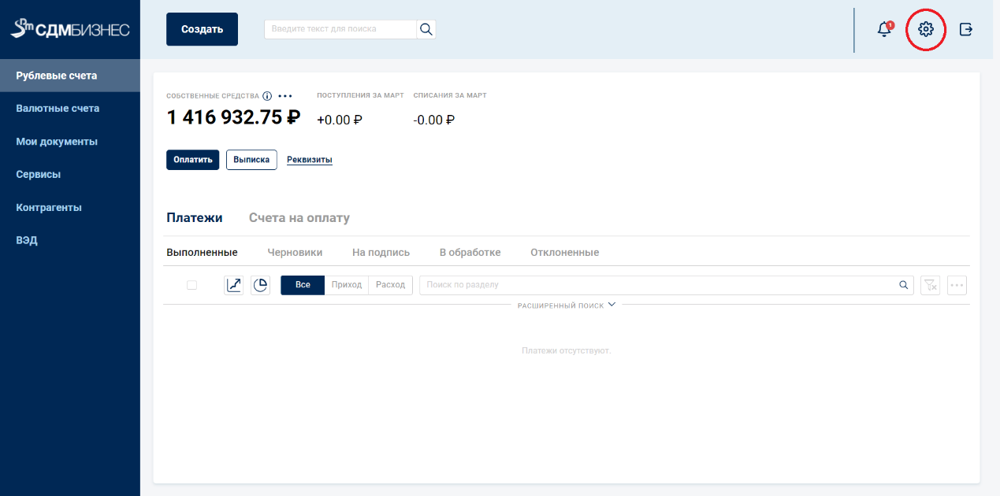 СДМБИЗНЕС
Создать
Введите текст для поиска
1
Рублевые счета
Валютные счета
Мои документы
Сервисы
Контрагенты
ВЭД
СОБСТВЕННЫЕ СРЕДСТВА
ПОСТУПЛЕНИЯ ЗА МАРТ
СПИСАНИЯ ЗА МАРТ
1 416 932.75 ₽
+0.00 ₽
-0.00 ₽
Оплатить
Выписка
Реквизиты
Платежи
Счета на оплату
Выполненные
Черновики
На подпись
В обработке
Отклоненные
Все
Приход
Расход
Поиск по разделу
РАСШИРЕННЫЙ ПОИСК
Платежи отсутствуют.